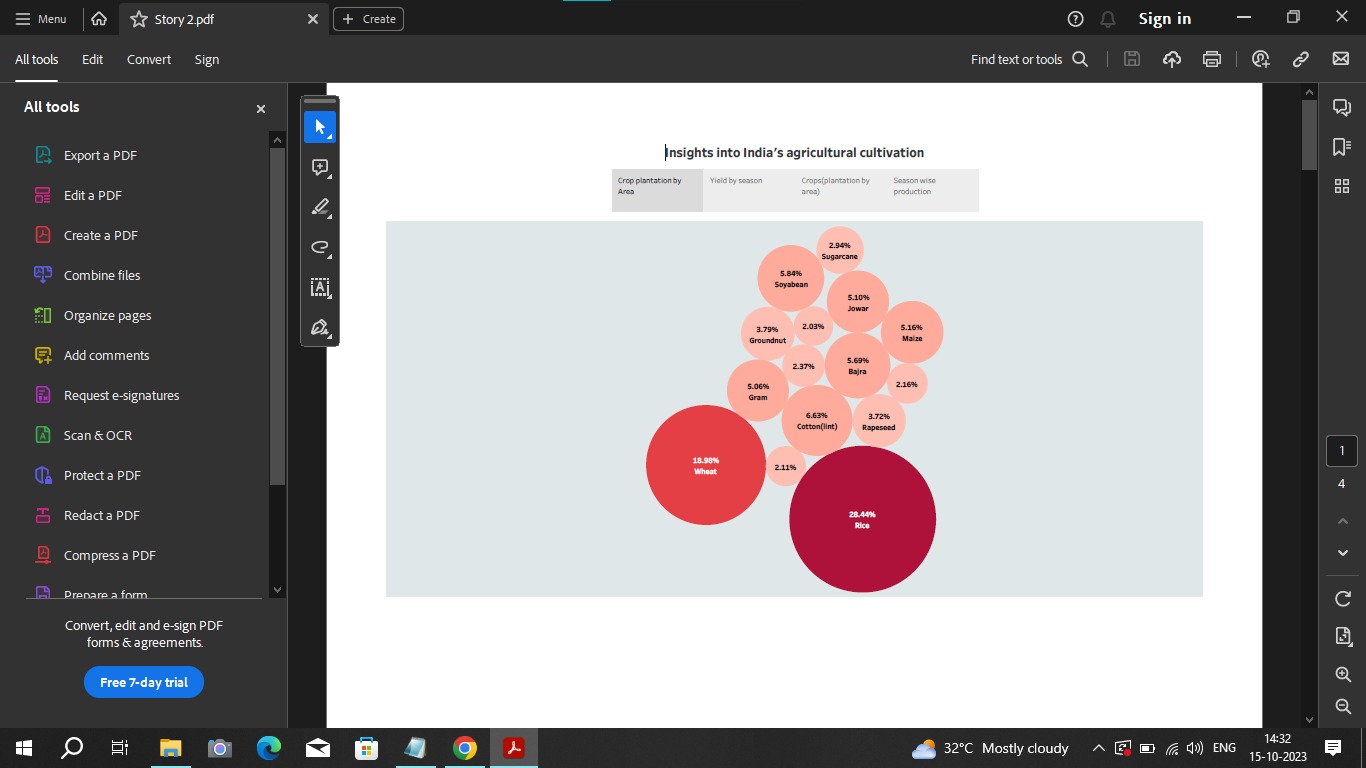 Menu
Story 2.pdf
Create
Sign in
All tools
Edit
Convert
Sign
Find text or tools
All tools
Export a PDF
Edit a PDF
Create a PDF
Combine files
Organize pages
Add comments
Request e-signatures
Scan & OCR
Protect a PDF
Redact a PDF
Compress a PDF
Prepare a form
Convert, edit and e-sign PDF
forms & agreements.
Free 7-day trial
Insights into India's agricultural cultivation
Crop plantation by
Area
Yield by season
Crops(plantation by
area)
Season wise
production
2.94%
Sugarcane
5.84%
Soyabean
5.10%
Jowar
3.79%
Groundnut
2.03%
5.16%
Maize
2.37%
5.69%
Bajra
5.06%
Gram
2.16%
6.63%
Cotton(lint)
3.72%
Rapeseed
18.98%
Wheat
2.11%
28.44%
Rice
1
4
32°C Mostly cloudy
ENG
14:32
15-10-2023